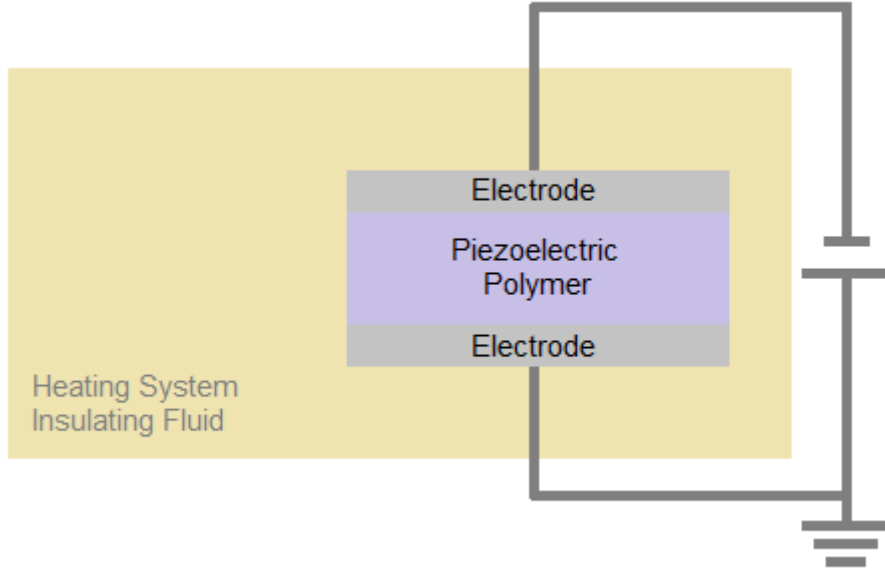 Electrode
Piezoelectric
Polymer
Electrode
Heating System
Insulating Fluid